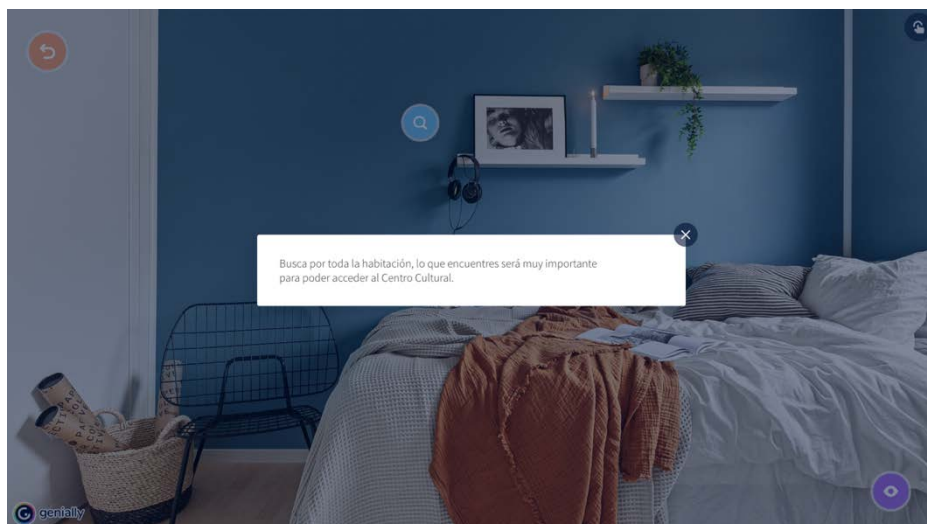 Busca por toda la habitación, lo que encuentres será muy importante
para poder acceder al Centro Cultural.
genially